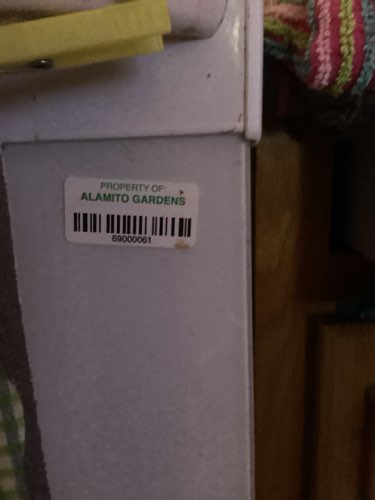 PROPERTY OF:
ALAMITO GARDENS
69000061